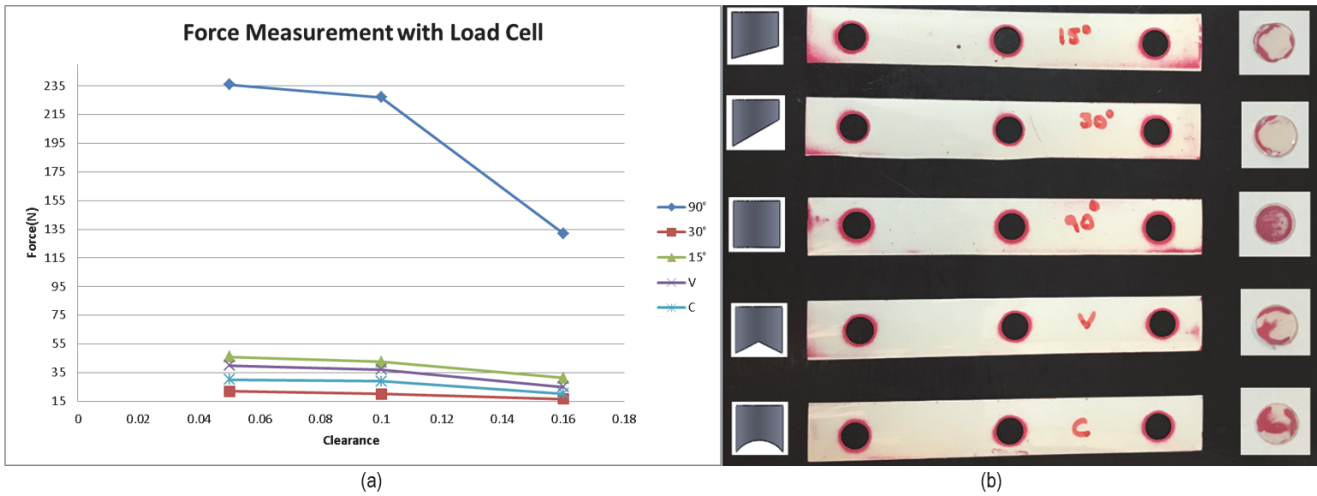 Force Measurement with Load Cell
235
215
195
175
155
135
115
95
75
55
35
15
Force(N)
0 0.02 0.04 0.06 0.08 0.1 0.12 0.14 0.16 0.18
Clearance
90°
30°
15°
V
C
(a)
15°
30°
90°
V
C
(b)